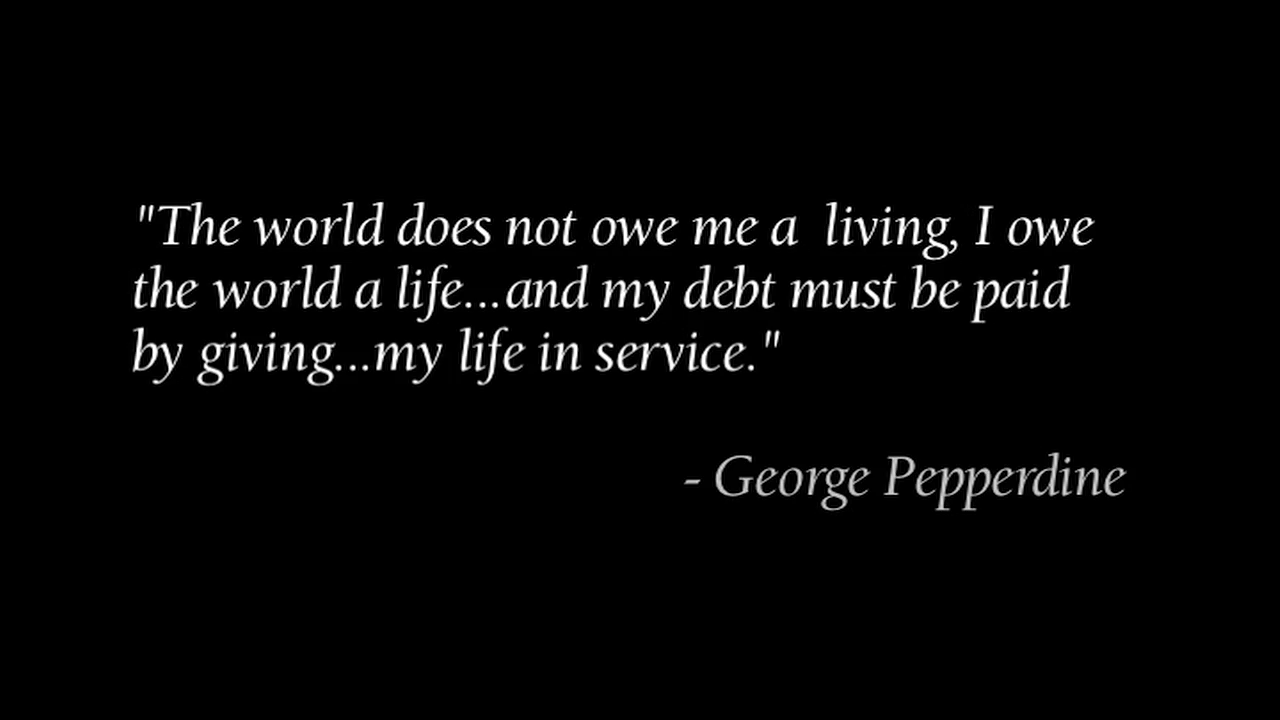 "The world does not owe me a  living, I owe
the world a life...and my debt must be paid
by giving...my life in service."
- George Pepperdine